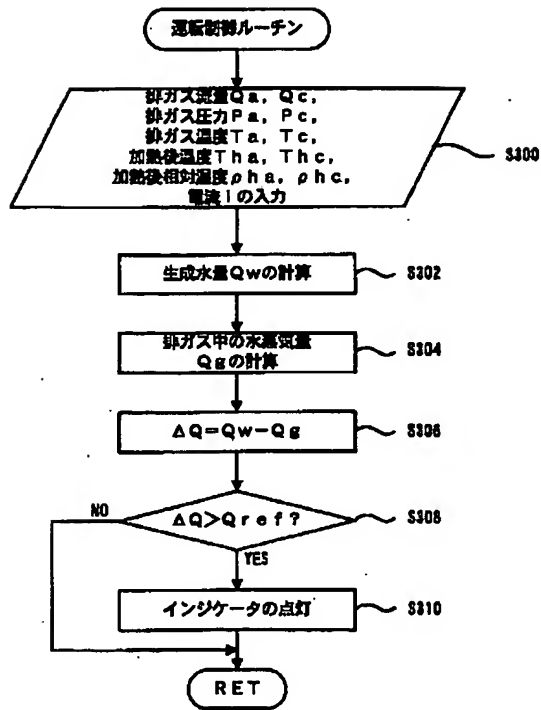 運転制御ルーチン
排ガス流量Qa, Qc,
排ガス圧力Pa, Pc,
排ガス温度Ta, Tc,
加熱後温度Tha, Thc,
加熱後相対湿度ρha, ρhc,
電流iの入力
S300
生成水量Qwの計算
S302
排ガス中の水蒸気量
Qgの計算
S304
ΔQ=Qw-Qg
S306
ΔQ>Qref?
S308
NO
YES
インジケータの点灯
S310
RET